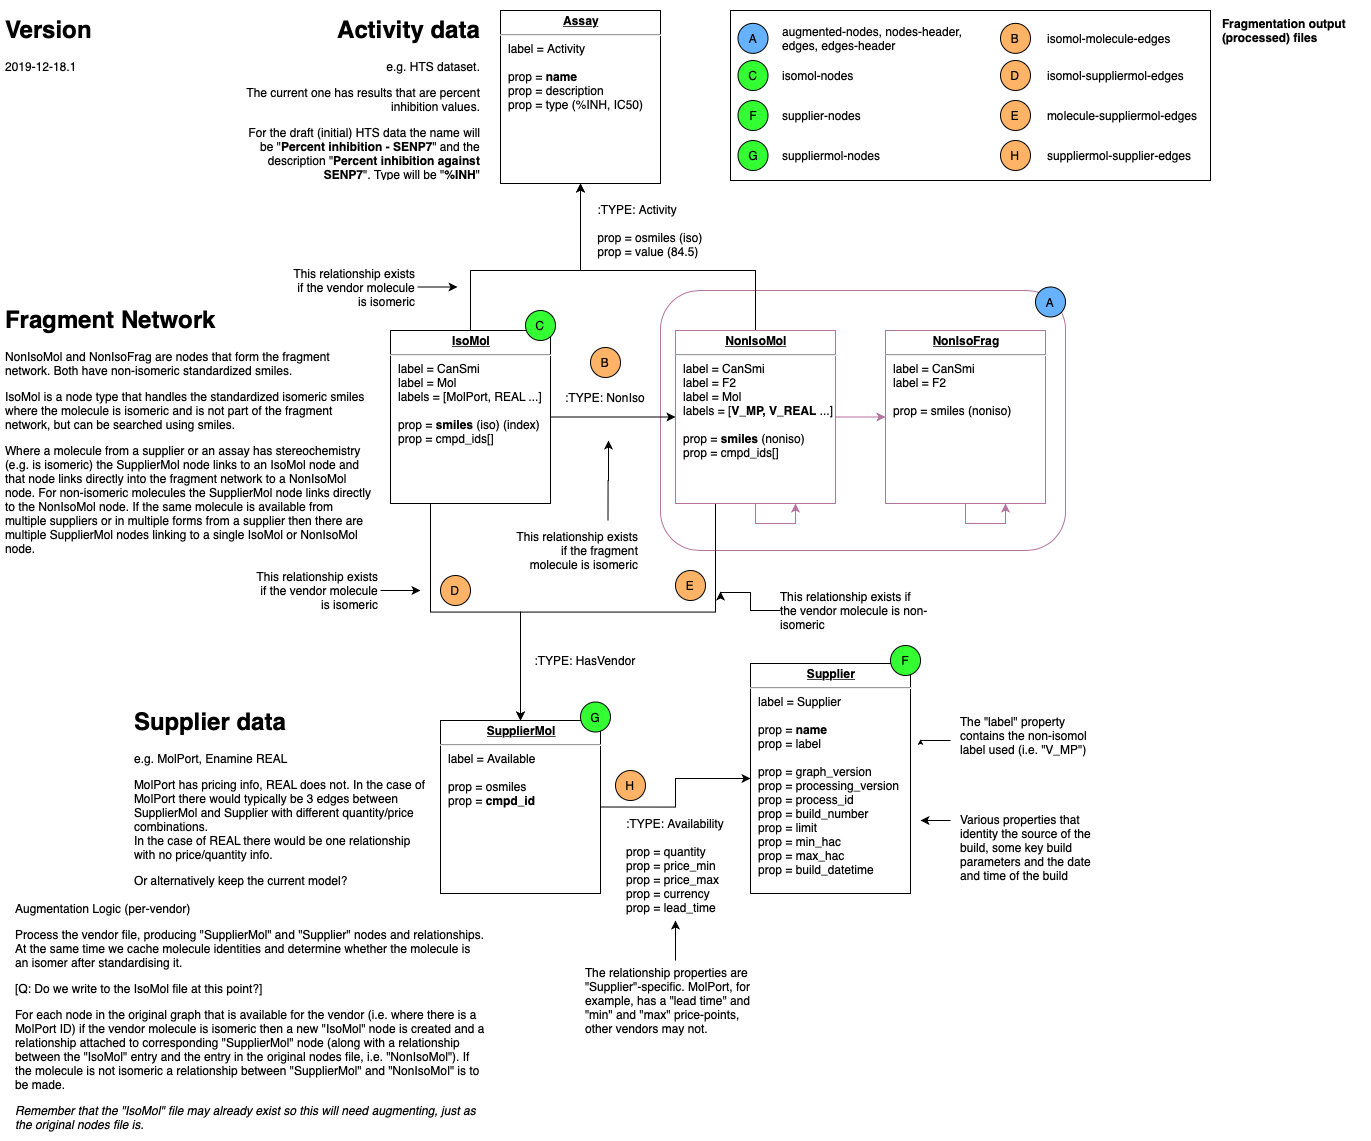 Version
2019-12-18.1
Activity data
e.g. HTS dataset.
The current one has results that are percent
inhibition values.
For the draft (initial) HTS data the name will
be "Percent inhibition - SENP7" and the
description "Percent inhibition against
SENP7". Type will be "%INH"
Assay
label = Activity
prop = name
prop = description
prop = type (%INH, IC50)
A
augmented-nodes, nodes-header,
edges, edges-header
C
isomol-nodes
F
supplier-nodes
G
suppliermol-nodes
B
isomol-molecule-edges
D
isomol-suppliermol-edges
E
molecule-suppliermol-edges
H
suppliermol-supplier-edges
Fragmentation output
(processed) files
:TYPE: Activity
prop = osmiles (iso)
prop = value (84.5)
This relationship exists
if the vendor molecule
is isomeric
Fragment Network
NonIsoMol and NonIsoFrag are nodes that form the fragment
network. Both have non-isomeric standardized smiles.
IsoMol is a node type that handles the standardized isomeric smiles
where the molecule is isomeric and is not part of the fragment
network, but can be searched using smiles.
Where a molecule from a supplier or an assay has stereochemistry
(e.g. is isomeric) the SupplierMol node links to an IsoMol node and
that node links directly into the fragment network to a NonIsoMol
node. For non-isomeric molecules the SupplierMol node links directly
to the NonIsoMol node. If the same molecule is available from
multiple suppliers or in multiple forms from a supplier then there are
multiple SupplierMol nodes linking to a single IsoMol or NonIsoMol
node.
C
IsoMol
label = CanSmi
label = Mol
labels = [MolPort, REAL ...]
prop = smiles (iso) (index)
prop = cmpd_ids[]
B
:TYPE: NonIso
A
NonIsoMol
label = CanSmi
label = F2
label = Mol
labels = [V_MP, V_REAL ...]
prop = smiles (noniso)
prop = cmpd_ids[]
NonIsoFrag
label = CanSmi
label = F2
prop = smiles (noniso)
This relationship exists
if the fragment
molecule is isomeric
This relationship exists
if the vendor molecule
is isomeric
D
E
This relationship exists if
the vendor molecule is non-
isomeric
:TYPE: HasVendor
Supplier data
e.g. MolPort, Enamine REAL
MolPort has pricing info, REAL does not. In the case of
MolPort there would typically be 3 edges between
SupplierMol and Supplier with different quantity/price
combinations.
In the case of REAL there would be one relationship
with no price/quantity info.
Or alternatively keep the current model?
G
SupplierMol
label = Available
prop = osmiles
prop = cmpd_id
H
:TYPE: Availability
prop = quantity
prop = price_min
prop = price_max
prop = currency
prop = lead_time
F
Supplier
label = Supplier
prop = name
prop = label
prop = graph_version
prop = processing_version
prop = process_id
prop = build_number
prop = limit
prop = min_hac
prop = max_hac
prop = build_datetime
The "label" property
contains the non-isomol
label used (i.e. "V_MP")
Various properties that
identity the source of the
build, some key build
parameters and the date
and time of the build
The relationship properties are
"Supplier"-specific. MolPort, for
example, has a "lead time" and
"min" and "max" price-points,
other vendors may not.
Augmentation Logic (per-vendor)
Process the vendor file, producing "SupplierMol" and "Supplier" nodes and relationships.
At the same time we cache molecule identities and determine whether the molecule is
an isomer after standardising it.
[Q: Do we write to the IsoMol file at this point?]
For each node in the original graph that is available for the vendor (i.e. where there is a
MolPort ID) if the vendor molecule is isomeric then a new "IsoMol" node is created and a
relationship attached to corresponding "SupplierMol" node (along with a relationship
between the "IsoMol" entry and the entry in the original nodes file, i.e. "NonIsoMol"). If
the molecule is not isomeric a relationship between "SupplierMol" and "NonIsoMol" is to
be made.
Remember that the "IsoMol" file may already exist so this will need augmenting, just as
the original nodes file is.